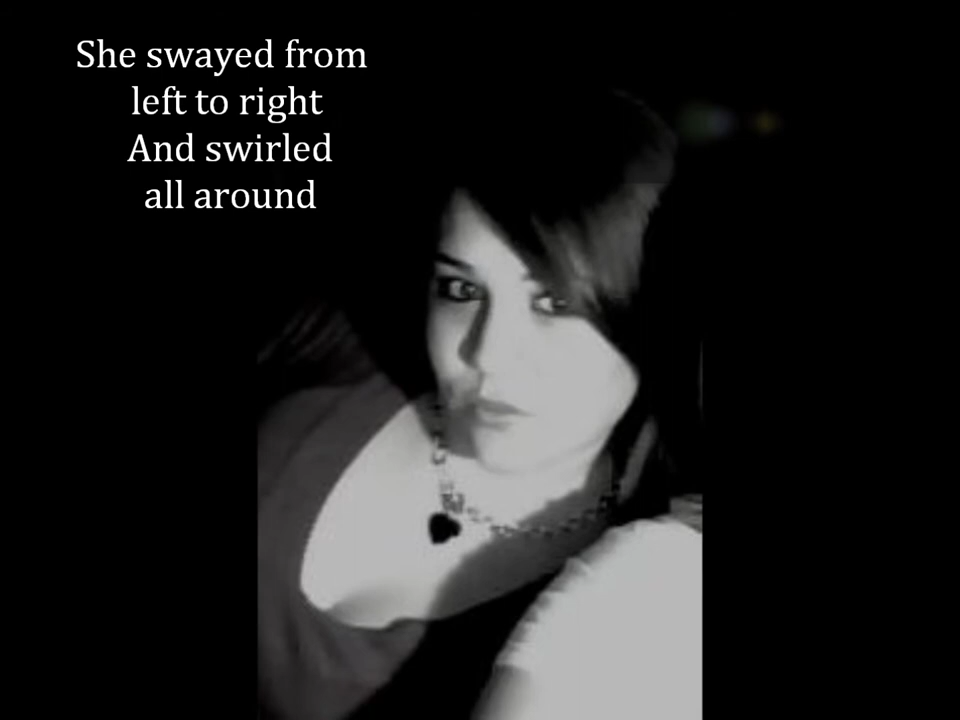 She swayed from
left to right
And swirled
all around